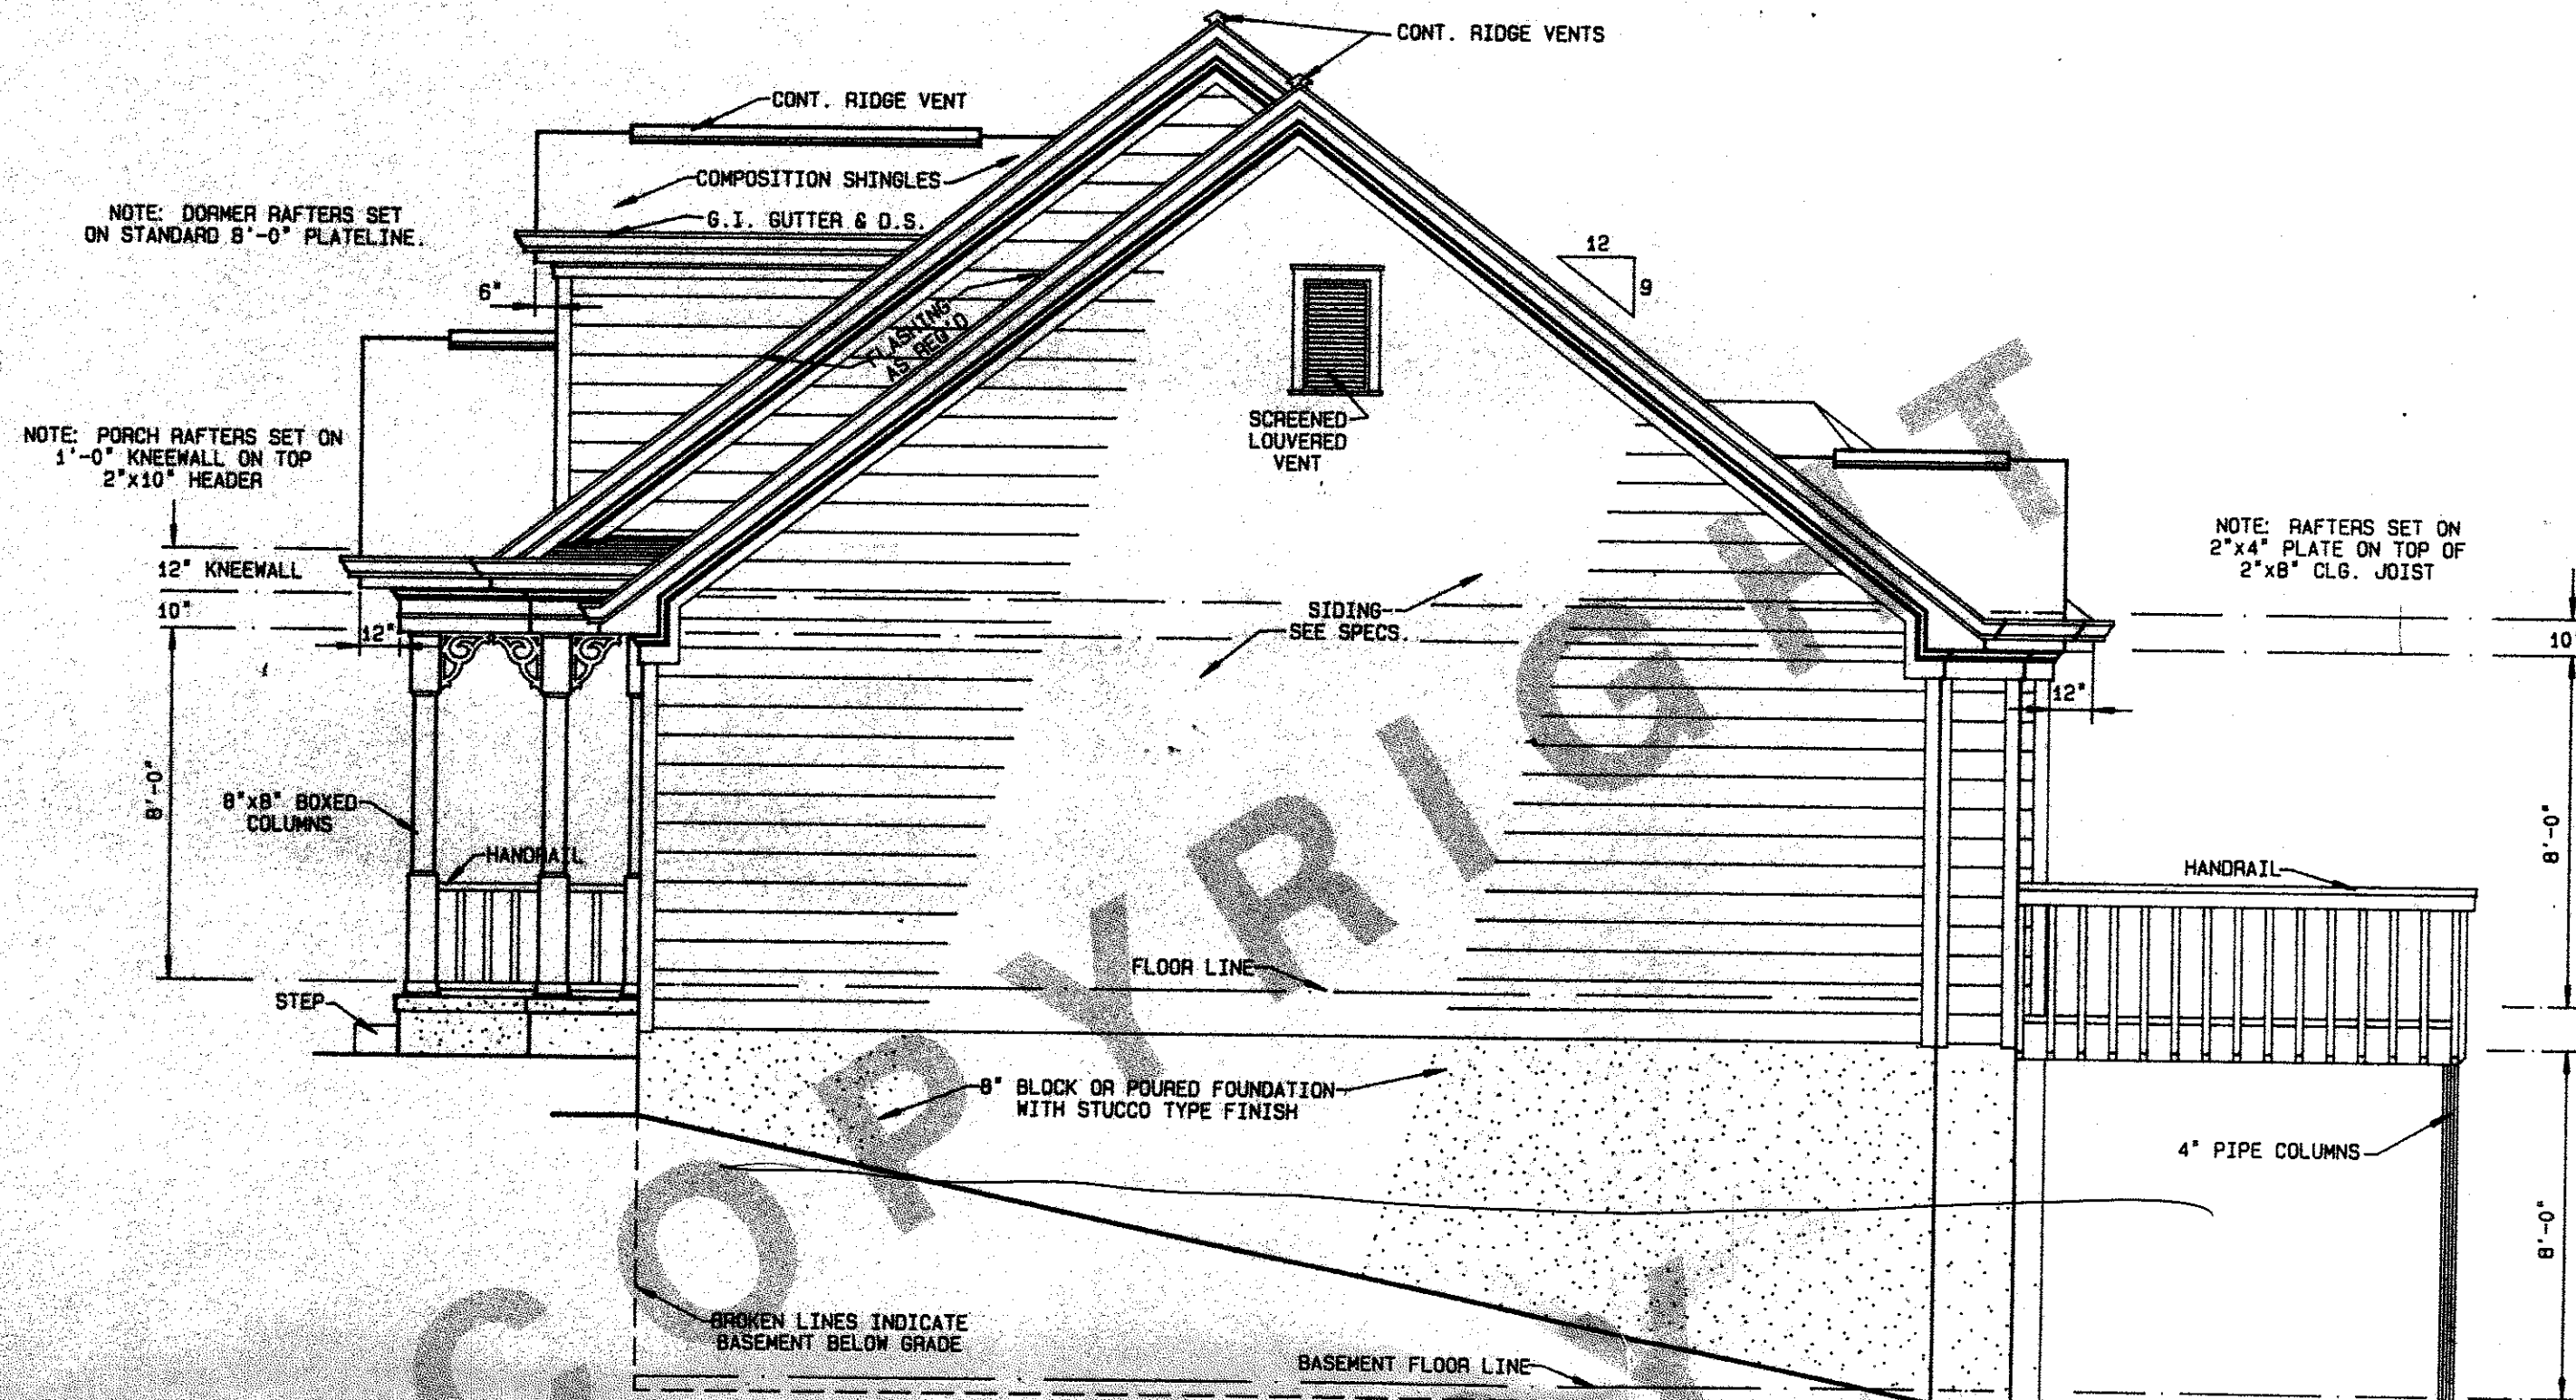 CONT. RIDGE VENTS
CONT. RIDGE VENT
COMPOSITION SHINGLES
G.I. GUTTER & D.S.
NOTE: DORMER RAFTERS SET
ON STANDARD 8'-0" PLATELINE.
12
9
6"
FLASHING
AS REQ'D
SCREENED
LOUVERED
VENT
NOTE: PORCH RAFTERS SET ON
1'-0" KNEEWALL ON TOP
2"x10" HEADER
NOTE: RAFTERS SET ON
2"x4" PLATE ON TOP OF
2"x8" CLG. JOIST
12" KNEEWALL
10"
12"
SIDING
SEE SPECS.
10
12"
8'-0"
8"x8" BOXED
COLUMNS
HANDRAIL
8'-0"
HANDRAIL
FLOOR LINE
STEP
8" BLOCK OR POURED FOUNDATION
WITH STUCCO TYPE FINISH
4" PIPE COLUMNS
8'-0"
BROKEN LINES INDICATE
BASEMENT BELOW GRADE
BASEMENT FLOOR LINE
COPYRIGHT